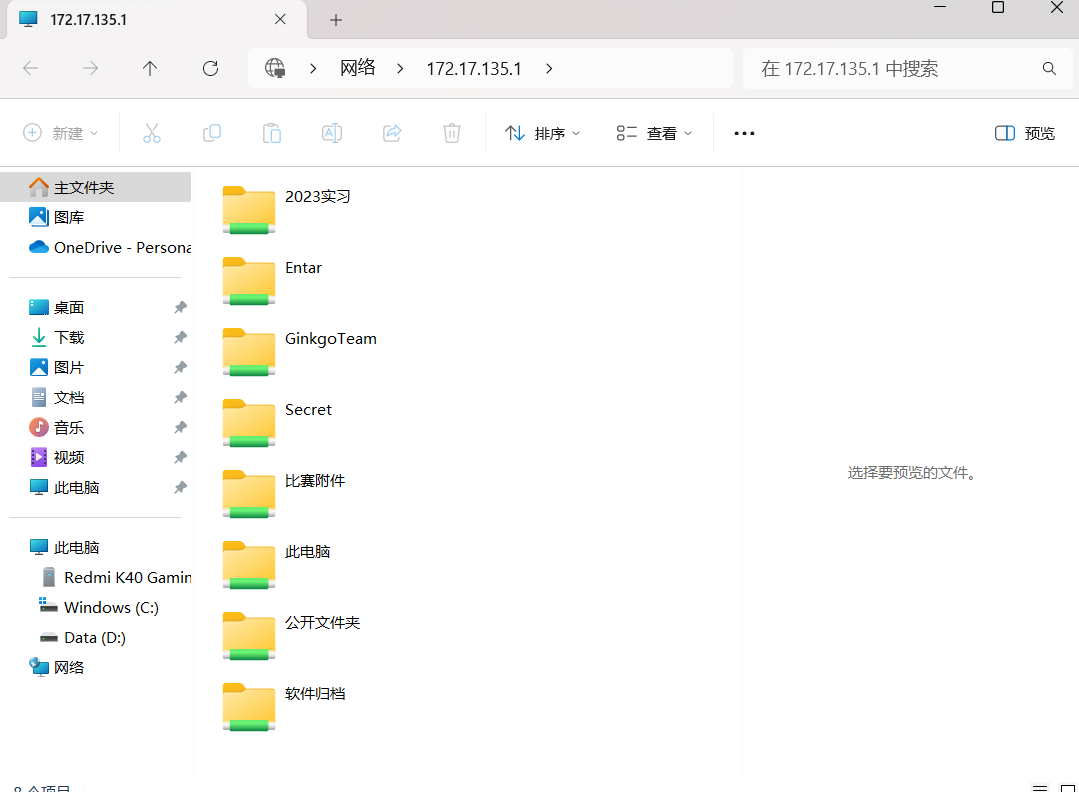 172.17.135.1
网络
172.17.135.1
在 172.17.135.1 中搜索
新建
排序
查看
预览
主文件夹
图库
OneDrive - Persona
桌面
下载
图片
文档
音乐
视频
此电脑
此电脑
Redmi K40 Gamin
Windows (C:)
Data (D:)
网络
2023实习
Entar
GinkgoTeam
Secret
比赛附件
此电脑
公开文件夹
软件归档
选择要预览的文件。
8 个项目